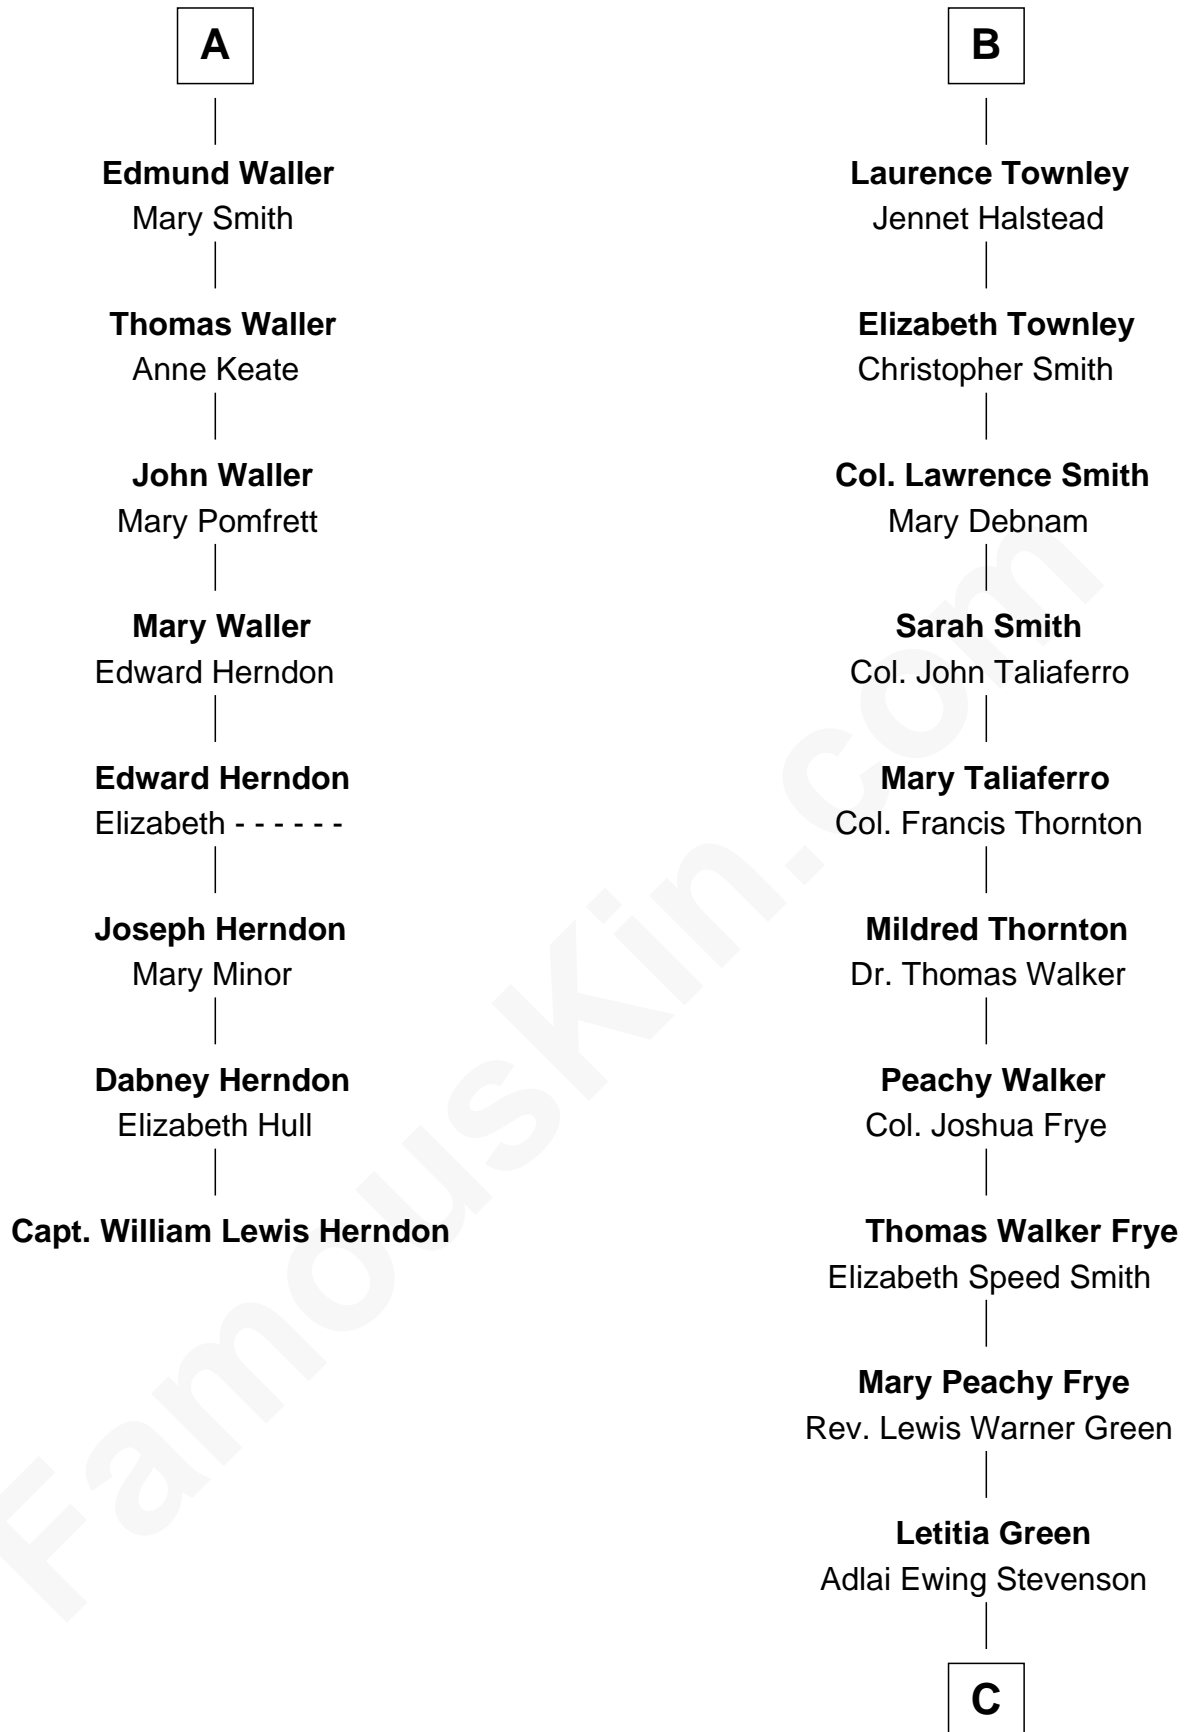 A
Edmund Waller
Mary Smith
Thomas Waller
Anne Keate
John Waller
Mary Pomfrett
Mary Waller
Edward Herndon
Edward Herndon
Elizabeth - - - - - -
Joseph Herndon
Mary Minor
Dabney Herndon
Elizabeth Hull
Capt. William Lewis Herndon
B
Laurence Townley
Jennet Halstead
Elizabeth Townley
Christopher Smith
Col. Lawrence Smith
Mary Debnam
Sarah Smith
Col. John Taliaferro
Mary Taliaferro
Col. Francis Thornton
Mildred Thornton
Dr. Thomas Walker
Peachy Walker
Col. Joshua Frye
Thomas Walker Frye
Elizabeth Speed Smith
Mary Peachy Frye
Rev. Lewis Warner Green
Letitia Green
Adlai Ewing Stevenson
C
FamousKin.com